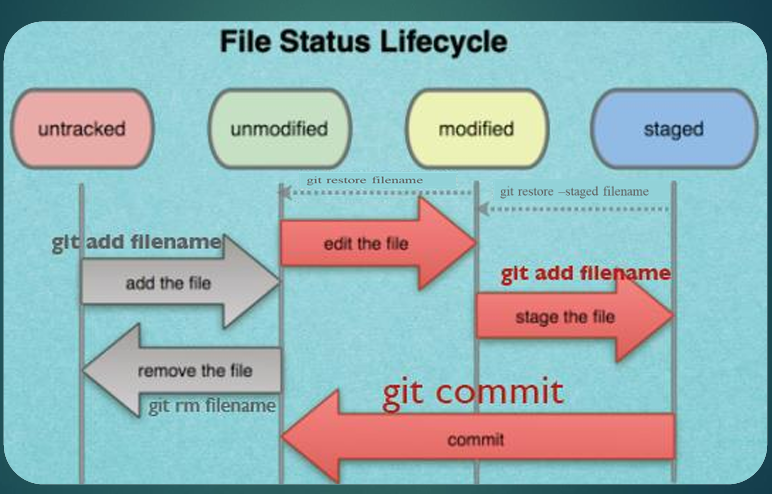 File Status Lifecycle
untracked
unmodified
modified
staged
git restore filename
git restore –staged filename
git add filename
edit the file
add the file
git add filename
stage the file
remove the file
git rm filename
git commit
commit